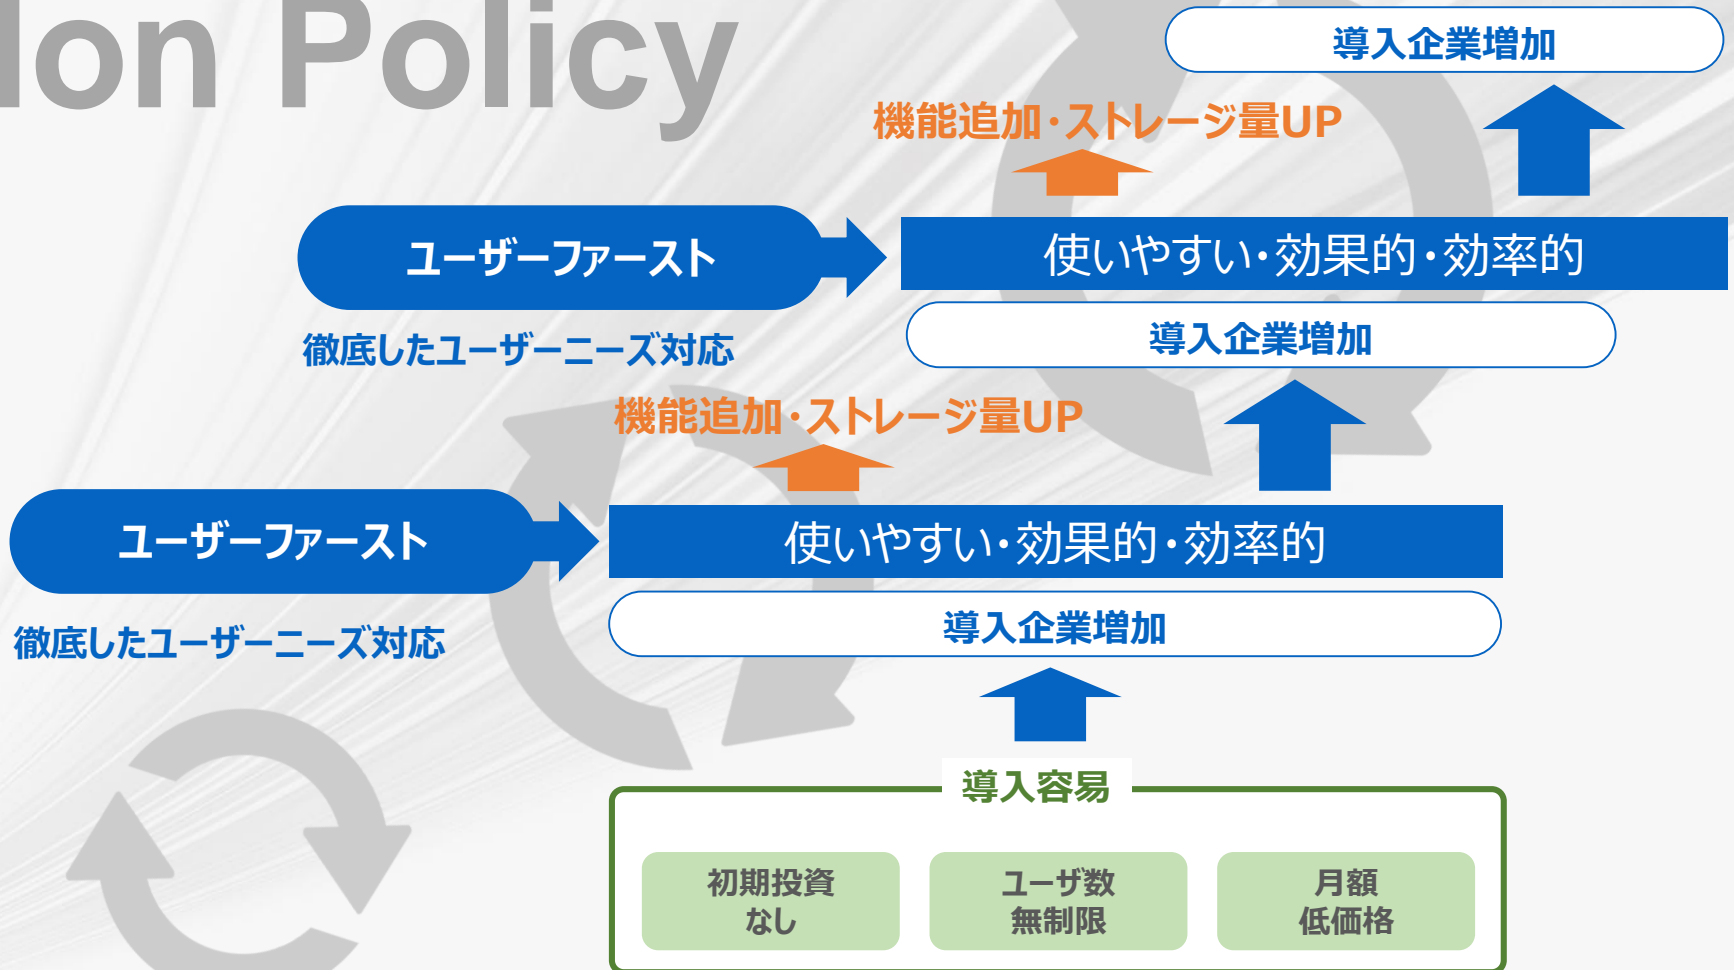 ion Policy
導入企業増加
機能追加・ストレージ量UP
ユーザーファースト
使いやすい・効果的・効率的
徹底したユーザーニーズ対応
導入企業増加
機能追加・ストレージ量UP
ユーザーファースト
使いやすい・効果的・効率的
徹底したユーザーニーズ対応
導入企業増加
導入容易
初期投資
なし
ユーザ数
無制限
月額
低価格